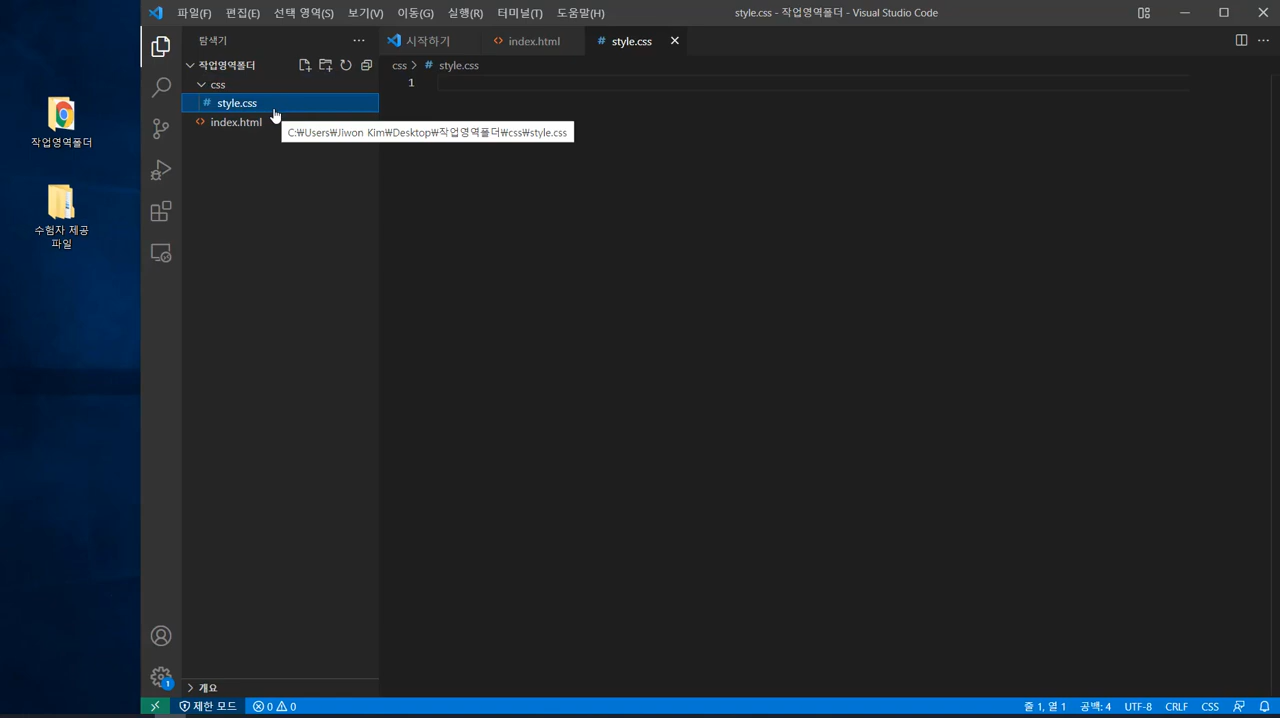 작업영역폴더
수험자 제공
파일
파일(F) 편집(E) 선택 영역(S) 보기(V) 이동(G) 실행(R) 터미널(T) 도움말(H)
style.css - 작업영역폴더 - Visual Studio Code
탐색기
작업영역폴더
css
style.css
index.html
C:₩Users₩Jiwon Kim₩Desktop₩작업영역폴더₩css₩style.css
개요
시작하기 index.html style.css
css > style.css
1
1
제한 모드 0 0 줄 1, 열 1 공백: 4 UTF-8 CRLF CSS